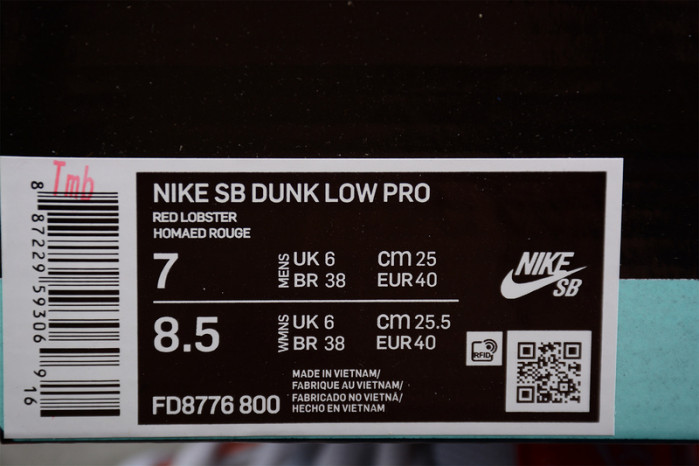 Tmb
8 87229 59306 9 16
NIKE SB DUNK LOW PRO
RED LOBSTER
HOMAED ROUGE
7 MENS UK 6 cm 25
BR 38 EUR 40
8.5 WMNS UK 6 cm 25.5
BR 38 EUR 40
NIKE
SB
RFID
MADE IN VIETNAM/
FABRIQUE AU VIETNAM/
FABRICADO NO VIETNÃ/
HECHO EN VIETNAM
FD8776 800